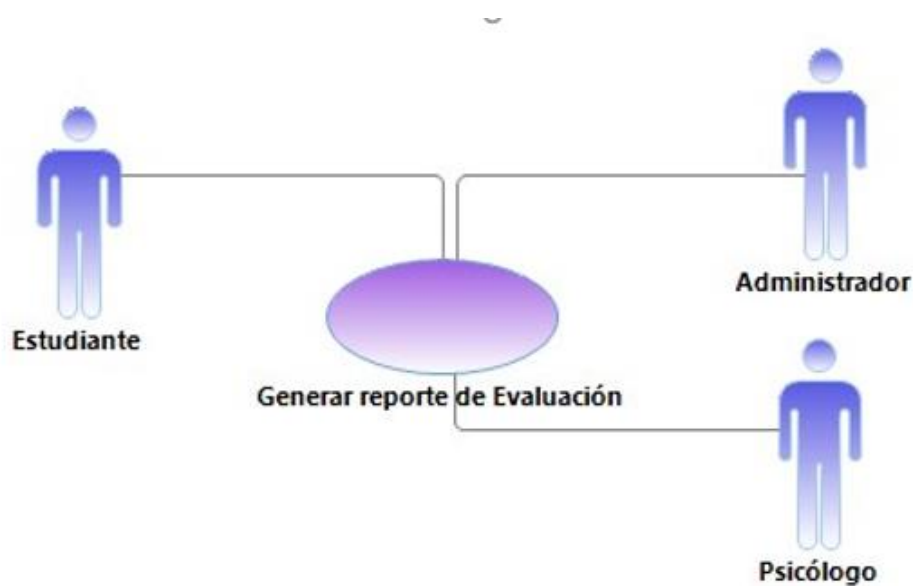 Administrador
Estudiante
Generar reporte de Evaluación
Psicólogo